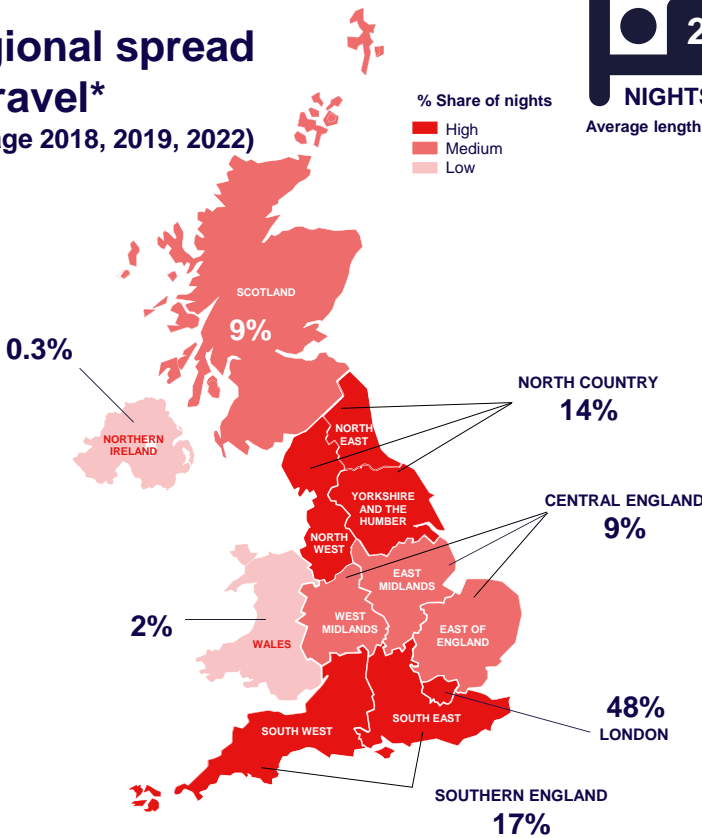 gional spread
ravel*
ge 2018, 2019, 2022)
2
NIGHTS
Average length
% Share of nights
High
Medium
Low
SCOTLAND
9%
0.3%
NORTHERN
IRELAND
NORTH COUNTRY
14%
NORTH
EAST
YORKSHIRE
AND THE
HUMBER
NORTH
WEST
CENTRAL ENGLAND
9%
EAST
MIDLANDS
WEST
MIDLANDS
EAST OF
ENGLAND
2%
WALES
48%
LONDON
SOUTH EAST
SOUTH WEST
SOUTHERN ENGLAND
17%